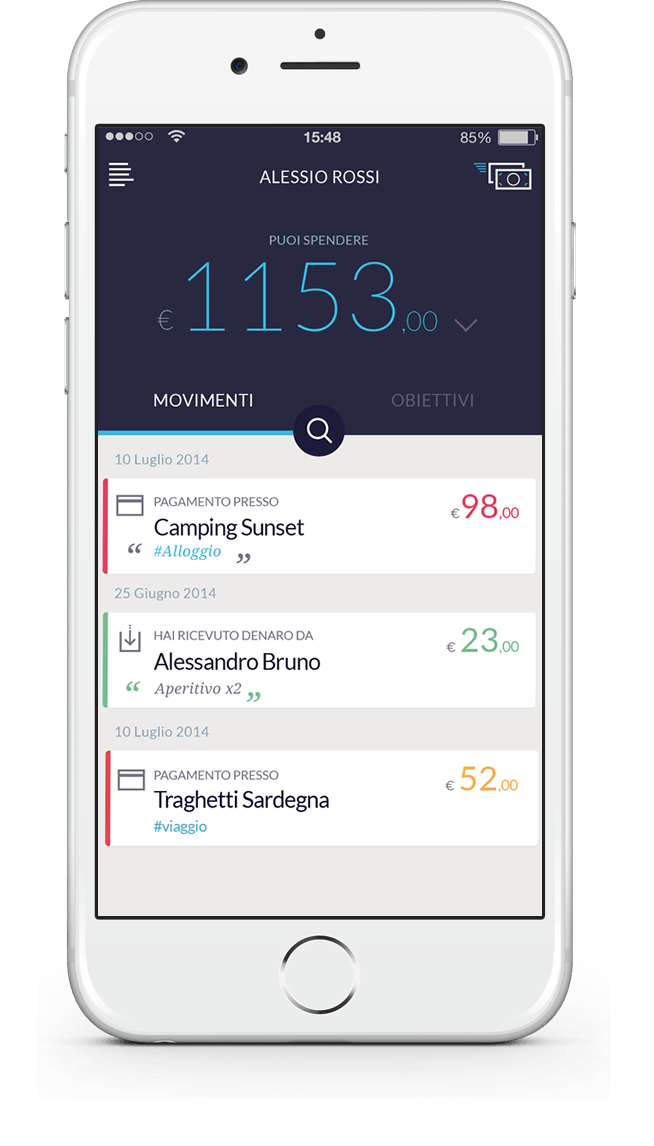 15:48
85%
ALESSIO ROSSI
PUOI SPENDERE
€ 1153,00
MOVIMENTI
OBIETTIVI
10 Luglio 2014
PAGAMENTO PRESSO
€ 98,00
Camping Sunset
“ #Alloggio ”
25 Giugno 2014
HAI RICEVUTO DENARO DA
€ 23,00
Alessandro Bruno
“ Aperitivo x2 ”
10 Luglio 2014
PAGAMENTO PRESSO
€ 52,00
Traghetti Sardegna
#viaggio